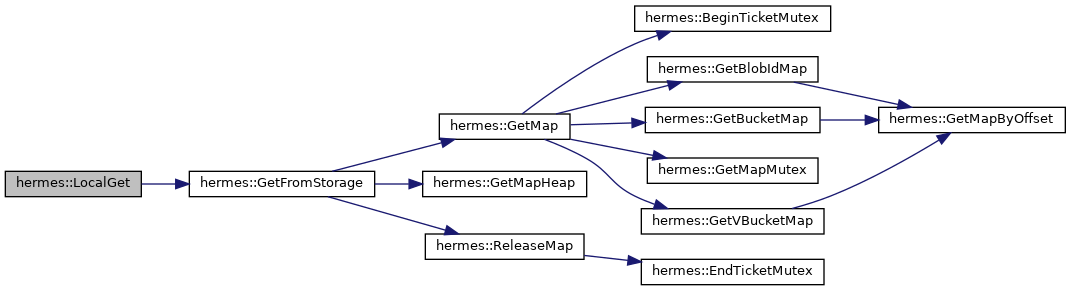 hermes::LocalGet
hermes::GetFromStorage
hermes::GetMap
hermes::GetMapHeap
hermes::ReleaseMap
hermes::BeginTicketMutex
hermes::GetBlobIdMap
hermes::GetBucketMap
hermes::GetMapMutex
hermes::GetVBucketMap
hermes::EndTicketMutex
hermes::GetMapByOffset